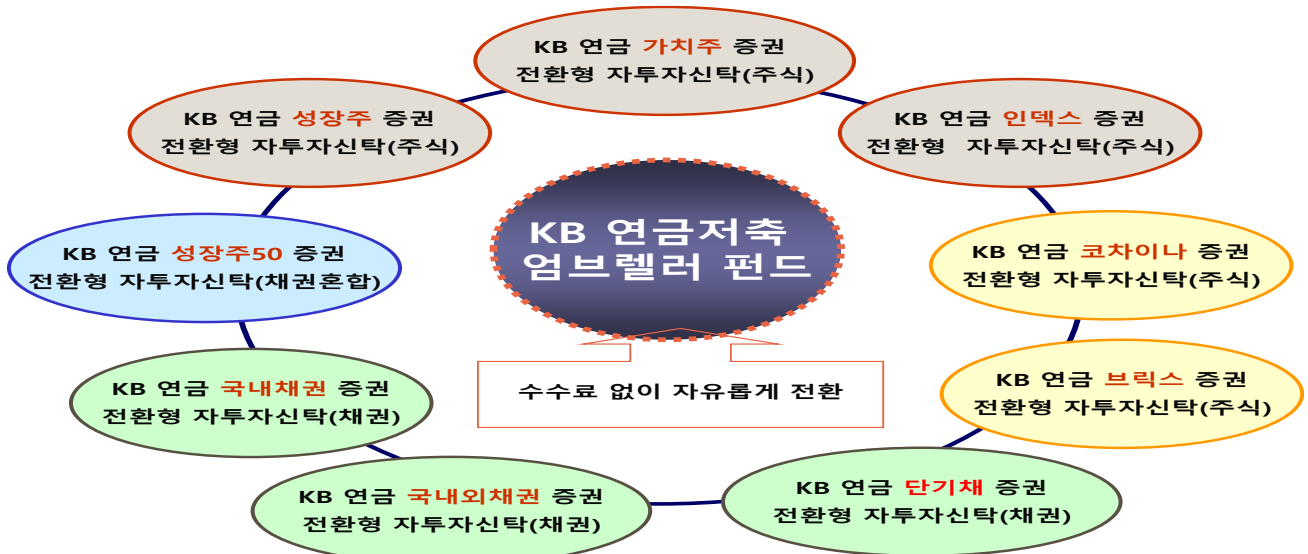 KB 연금 가치주 증권
전환형 자투자신탁(주식)
KB 연금 성장주 증권
전환형 자투자신탁(주식)
KB 연금 인덱스 증권
전환형 자투자신탁(주식)
KB 연금저축
엄브렐러 펀드
KB 연금 성장주50 증권
전환형 자투자신탁(채권혼합)
KB 연금 코차이나 증권
전환형 자투자신탁(주식)
수수료 없이 자유롭게 전환
KB 연금 국내채권 증권
전환형 자투자신탁(채권)
KB 연금 브릭스 증권
전환형 자투자신탁(주식)
KB 연금 국내외채권 증권
전환형 자투자신탁(채권)
KB 연금 단기채 증권
전환형 자투자신탁(채권)